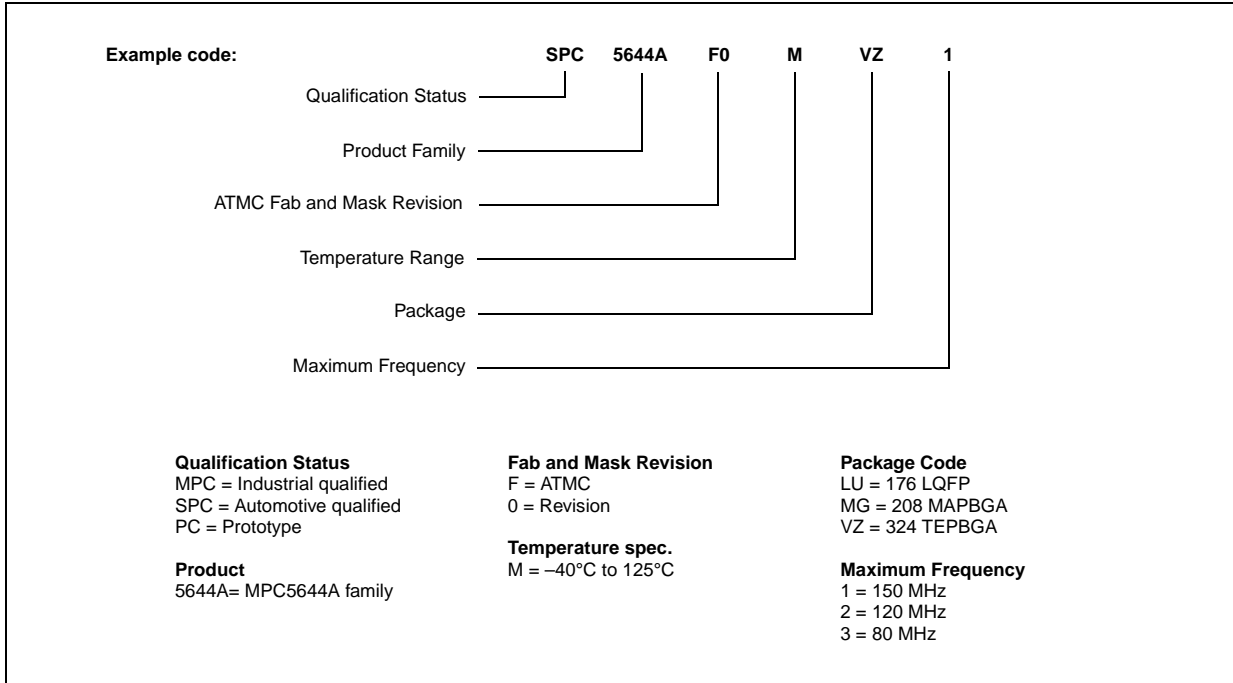 Example code: SPC 5644A F0 M VZ 1
Qualification Status
Product Family
ATMC Fab and Mask Revision
Temperature Range
Package
Maximum Frequency
Qualification Status
MPC = Industrial qualified
SPC = Automotive qualified
PC = Prototype
Product
5644A= MPC5644A family
Fab and Mask Revision
F = ATMC
0 = Revision
Temperature spec.
M = –40°C to 125°C
Package Code
LU = 176 LQFP
MG = 208 MAPBGA
VZ = 324 TEPBGA
Maximum Frequency
1 = 150 MHz
2 = 120 MHz
3 = 80 MHz